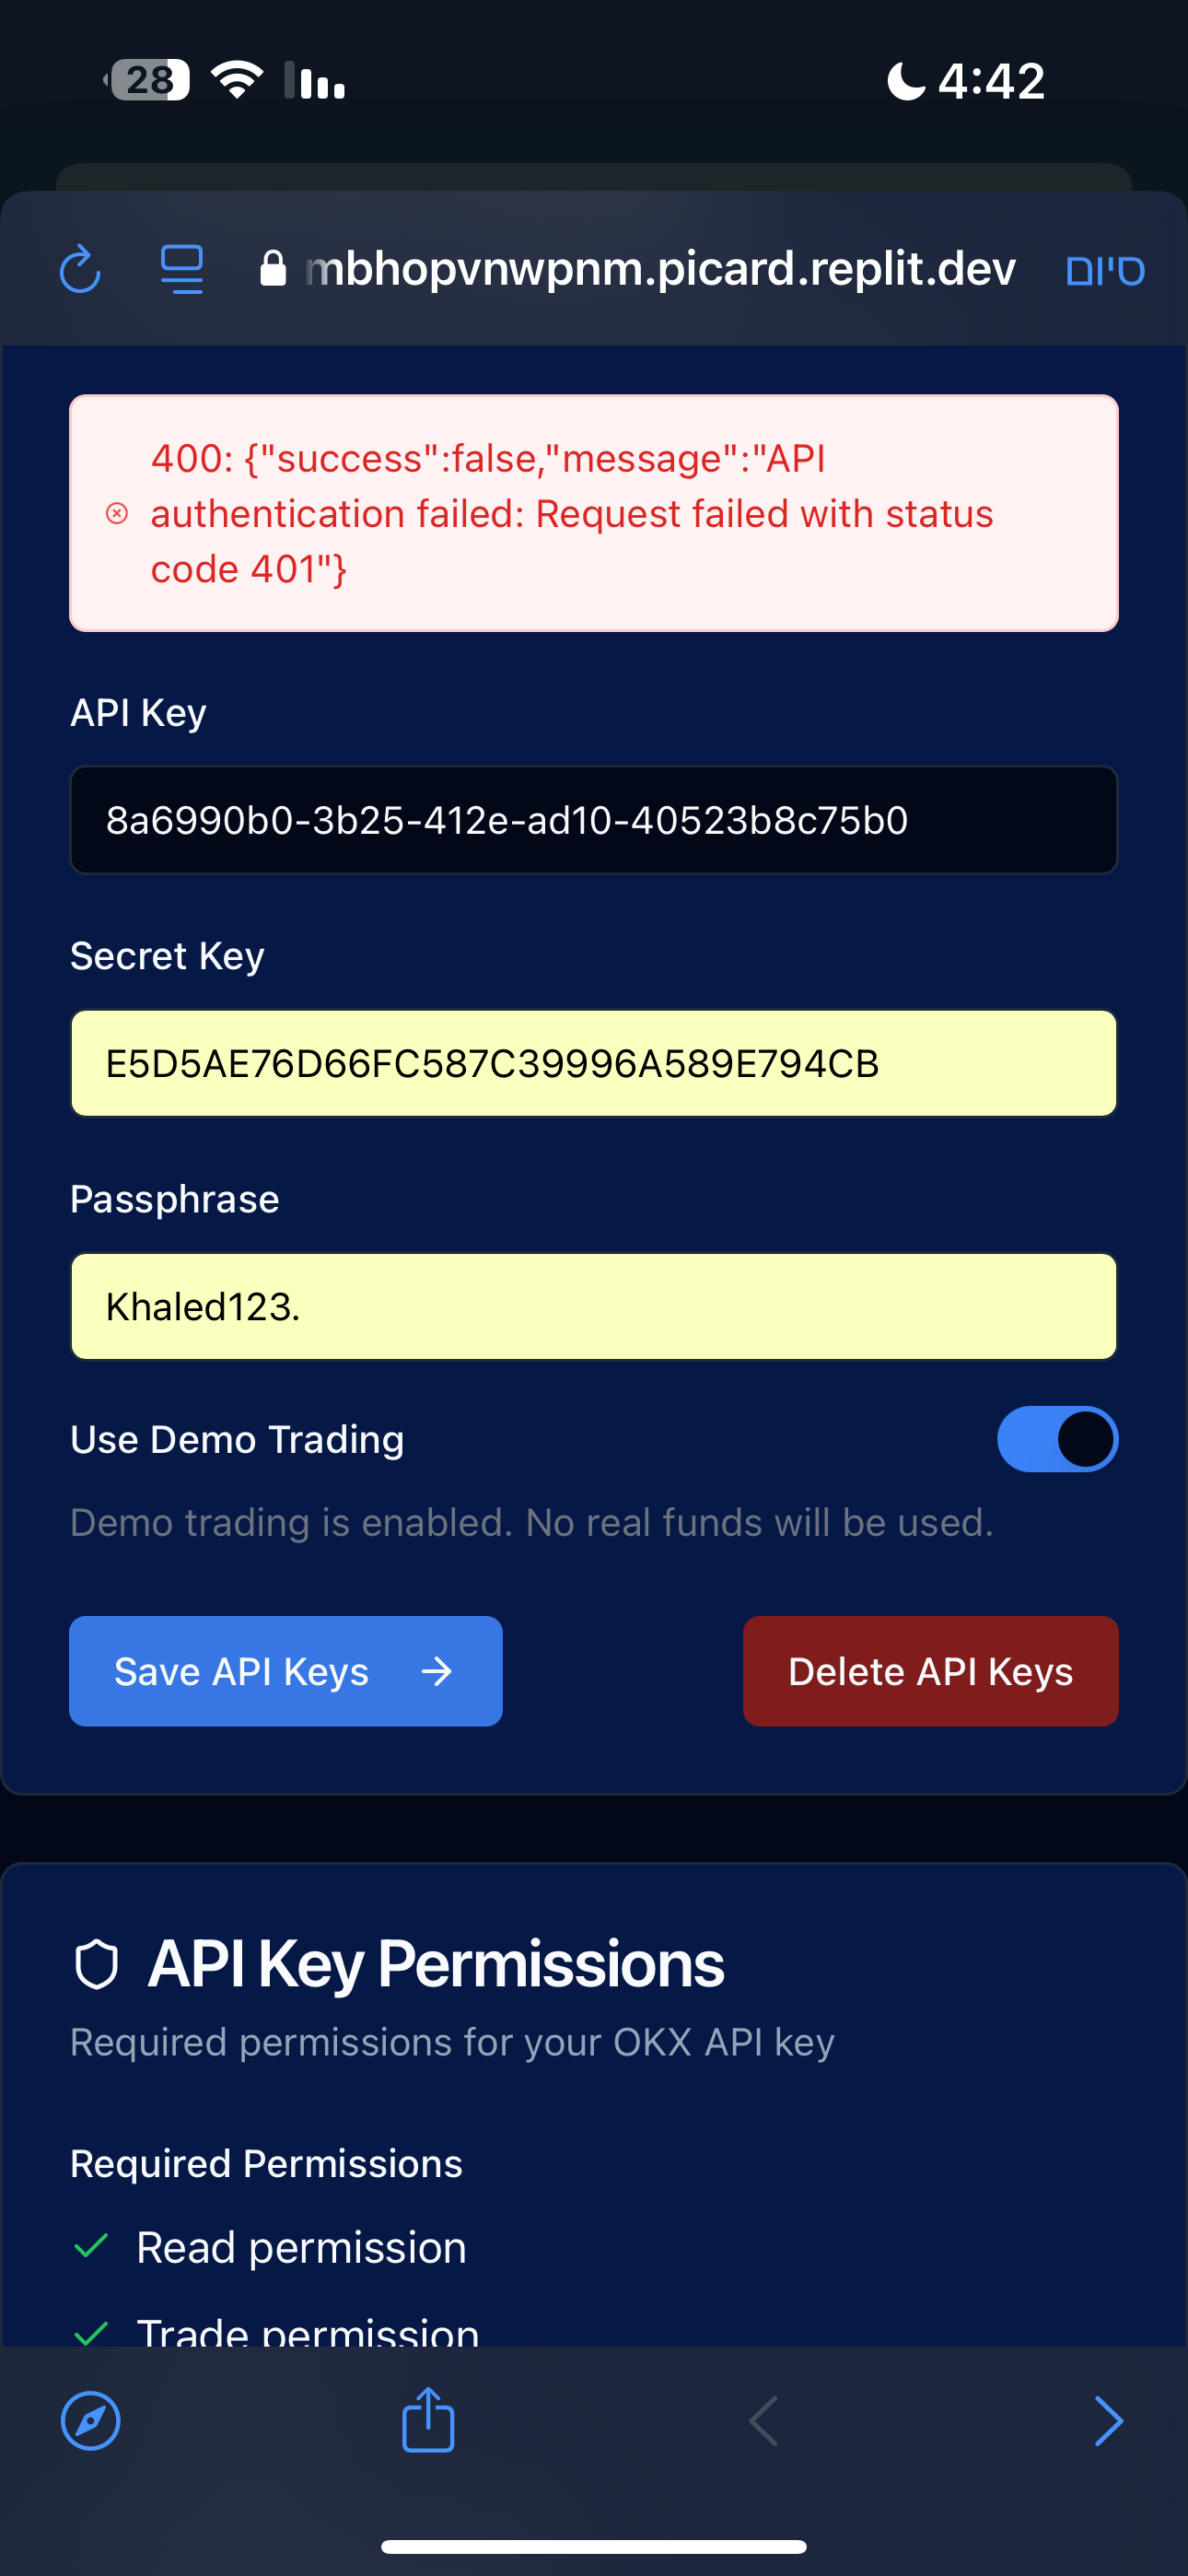 28
4:42
mbhopvnwpnm.picard.replit.dev
סיום
400: {"success":false,"message":"API
authentication failed: Request failed with status
code 401"}
API Key
8a6990b0-3b25-412e-ad10-40523b8c75b0
Secret Key
E5D5AE76D66FC587C39996A589E794CB
Passphrase
Khaled123.
Use Demo Trading
Demo trading is enabled. No real funds will be used.
Save API Keys
Delete API Keys
API Key Permissions
Required permissions for your OKX API key
Required Permissions
Read permission
Trade permission